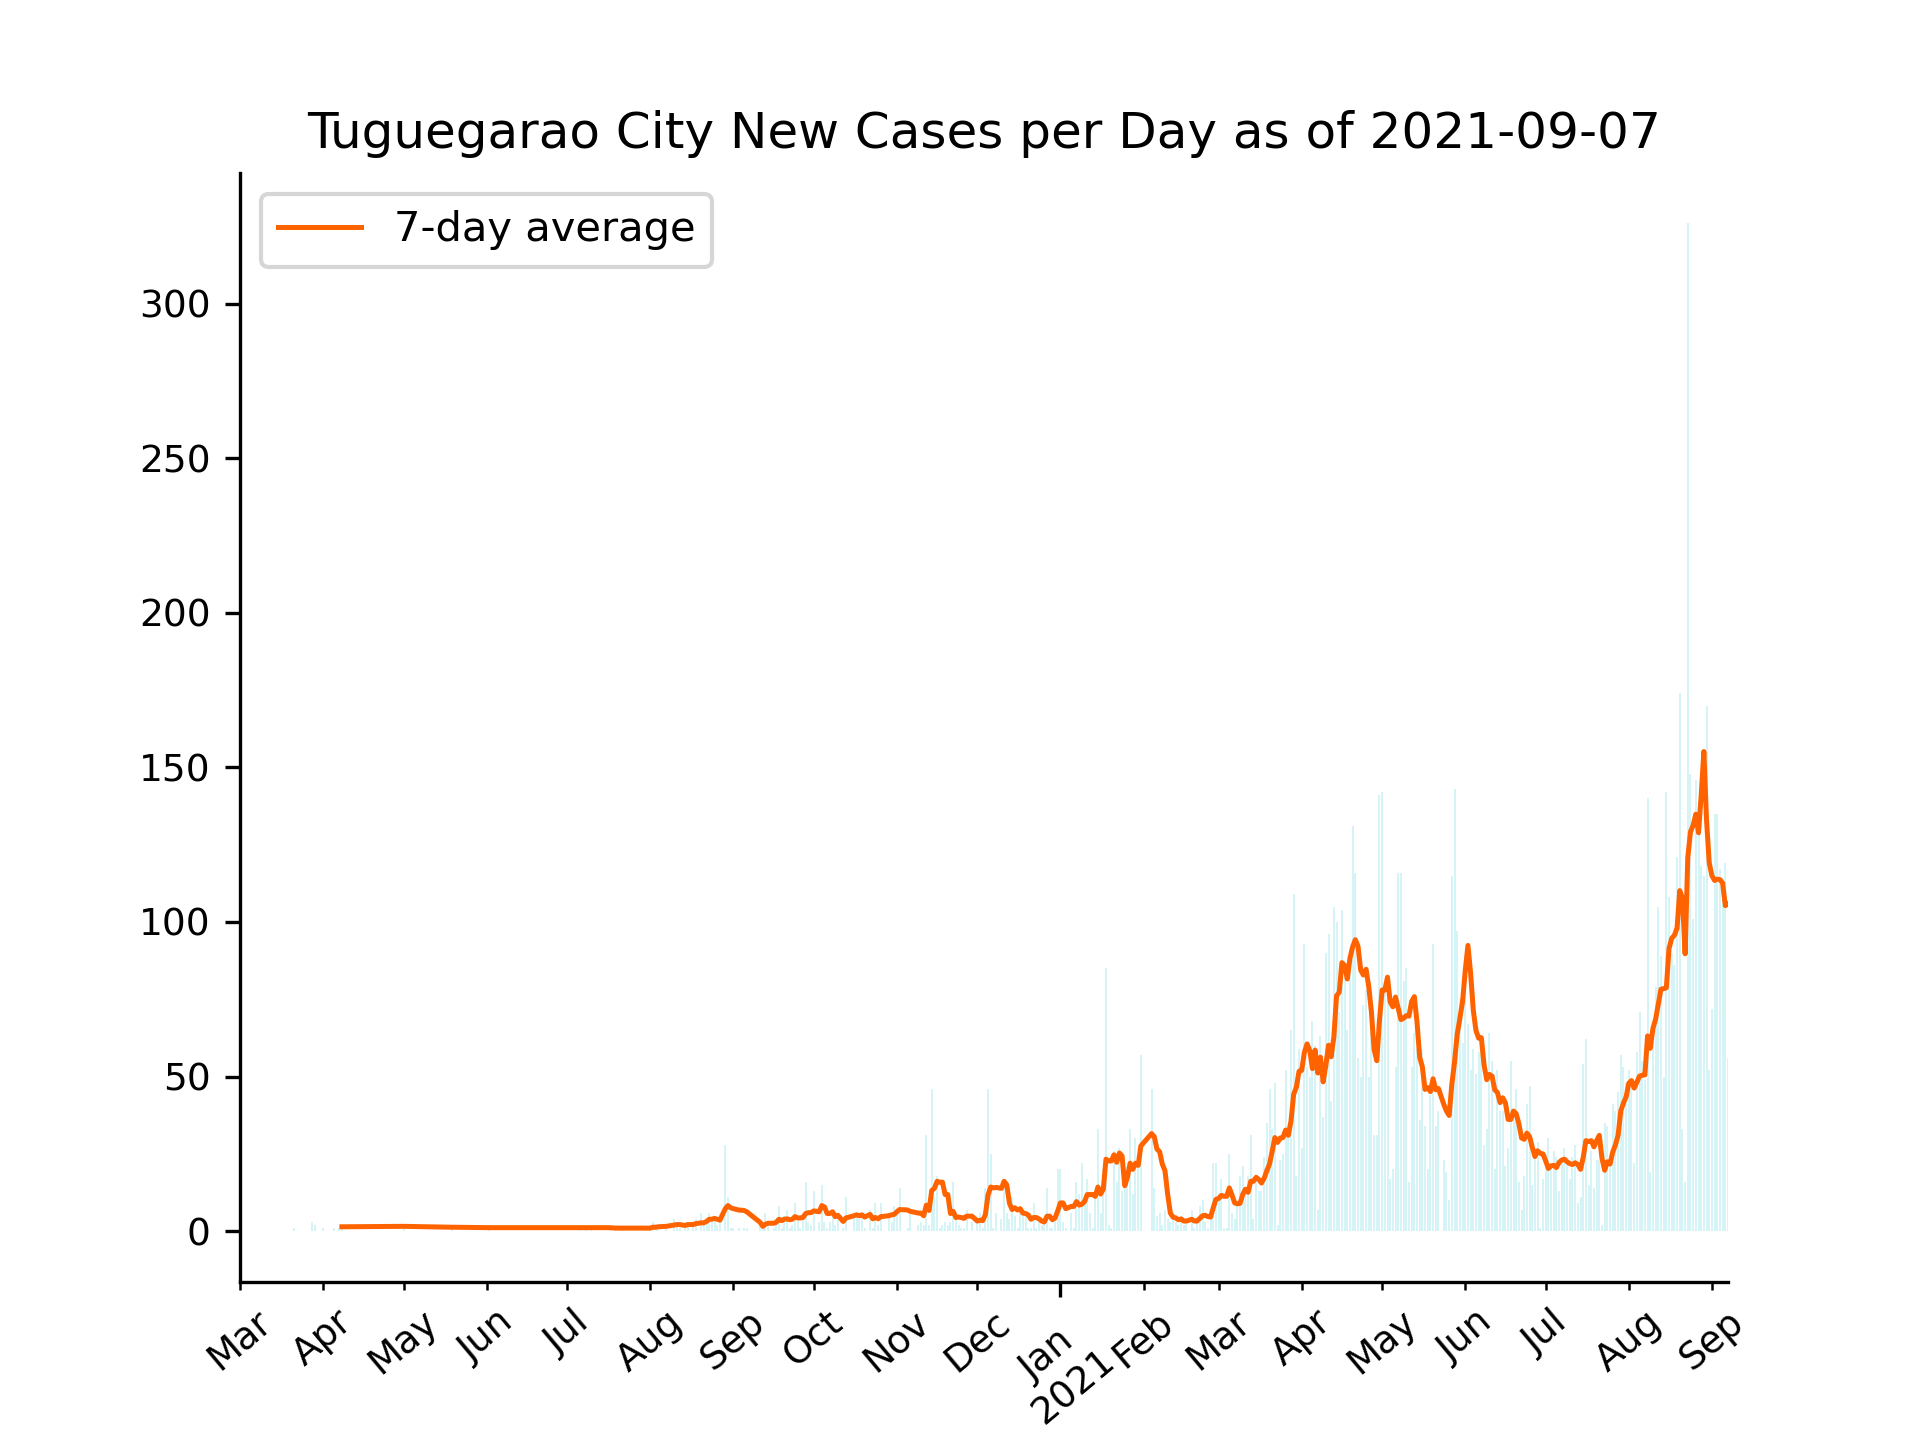 Tuguegarao City New Cases per Day as of 2021-09-07
7-day average
300
250
200
150
100
50
0
Mar Apr May Jun Jul Aug Sep Oct Nov Dec Jan Feb Mar Apr May Jun Jul Aug Sep
2021